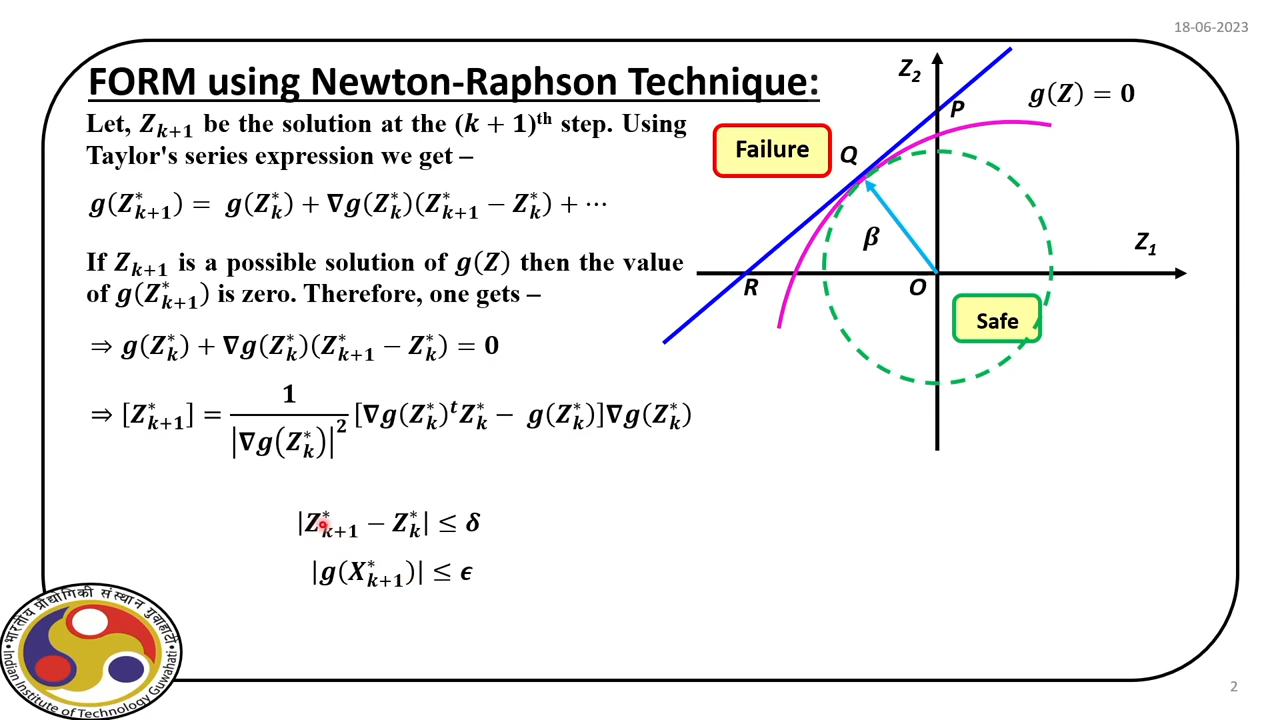 18-06-2023
FORM using Newton-Raphson Technique:
Let, Z_{k+1} be the solution at the (k + 1)^{th} step. Using
Taylor's series expression we get –
g(Z*_{k+1}) = g(Z*_k) + ∇g(Z*_k)(Z*_{k+1} − Z*_k) + ⋯
If Z_{k+1} is a possible solution of g(Z) then the value
of g(Z*_{k+1}) is zero. Therefore, one gets –
⇒ g(Z*_k) + ∇g(Z*_k)(Z*_{k+1} − Z*_k) = 0
⇒ [Z*_{k+1}] = 1/|∇g(Z*_k)|^2 [∇g(Z*_k)^t Z*_k − g(Z*_k)]∇g(Z*_k)
|Z*_{k+1} − Z*_k| ≤ δ
|g(X*_{k+1})| ≤ ϵ
Z_2
P
g(Z) = 0
Failure
Q
β
Z_1
R
O
Safe
भारतीय प्रौद्योगिकी संस्थान गुवाहाटी
Indian Institute of Technology Guwahati
2